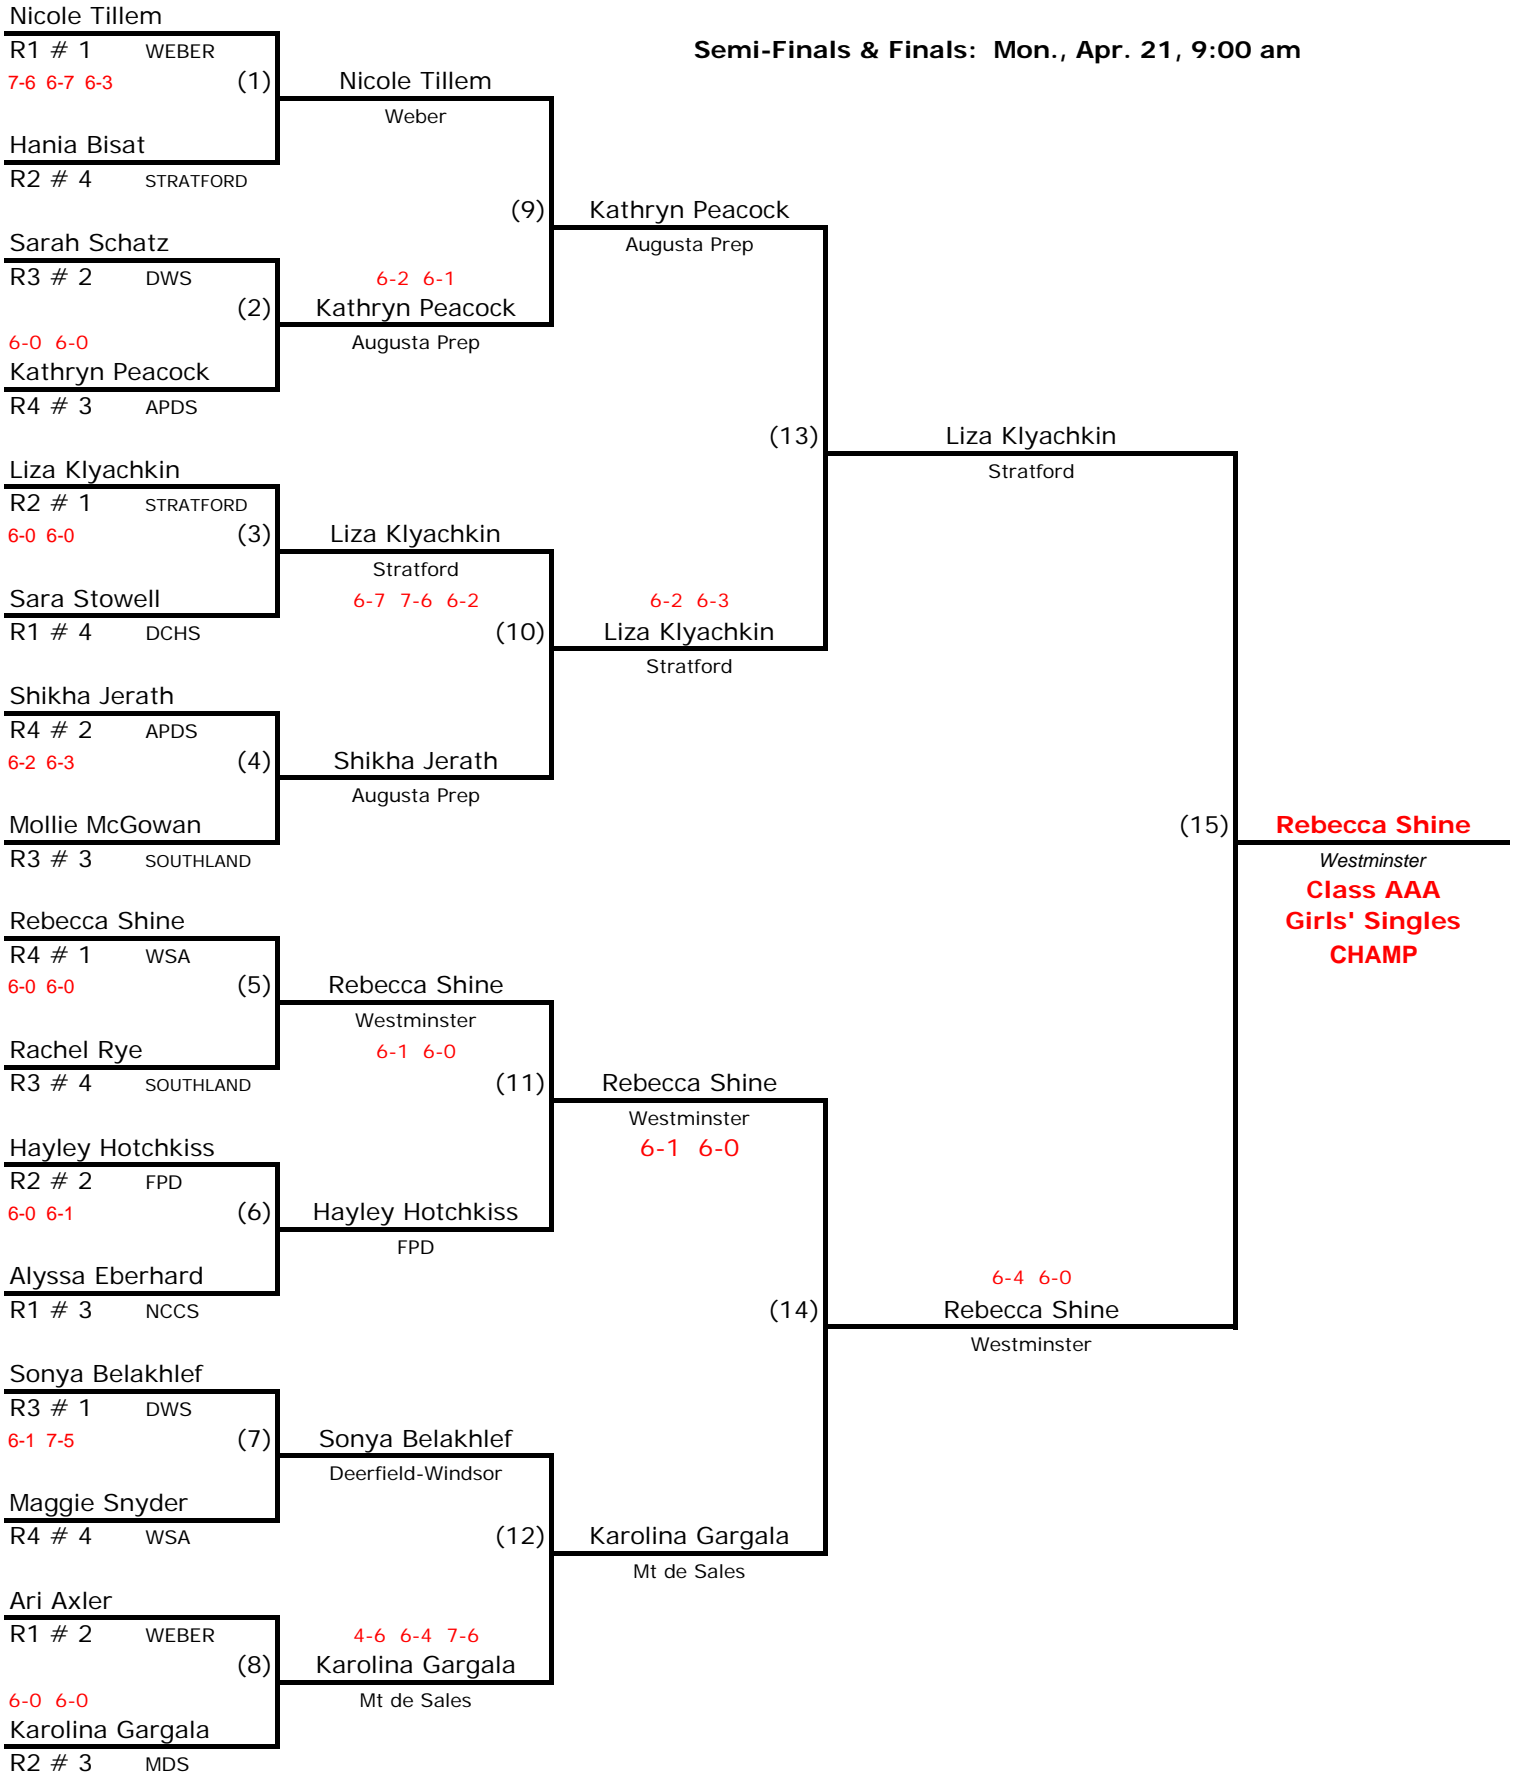 Nicole Tillem
R1 # 1 WEBER
7-6 6-7 6-3 (1)
Hania Bisat
R2 # 4 STRATFORD
Sarah Schatz
R3 # 2 DWS
(2)
6-0 6-0
Kathryn Peacock
R4 # 3 APDS
Liza Klyachkin
R2 # 1 STRATFORD
6-0 6-0 (3)
Sara Stowell
R1 # 4 DCHS
Shikha Jerath
R4 # 2 APDS
6-2 6-3 (4)
Mollie McGowan
R3 # 3 SOUTHLAND
Rebecca Shine
R4 # 1 WSA
6-0 6-0 (5)
Rachel Rye
R3 # 4 SOUTHLAND
Hayley Hotchkiss
R2 # 2 FPD
6-0 6-1 (6)
Alyssa Eberhard
R1 # 3 NCCS
Sonya Belakhlef
R3 # 1 DWS
6-1 7-5 (7)
Maggie Snyder
R4 # 4 WSA
Ari Axler
R1 # 2 WEBER
(8)
6-0 6-0
Karolina Gargala
R2 # 3 MDS
Nicole Tillem
Weber
(9)
6-2 6-1
Kathryn Peacock
Augusta Prep
Liza Klyachkin
Stratford
6-7 7-6 6-2
(10)
Shikha Jerath
Augusta Prep
Rebecca Shine
Westminster
6-1 6-0
(11)
Hayley Hotchkiss
FPD
Sonya Belakhlef
Deerfield-Windsor
(12)
4-6 6-4 7-6
Karolina Gargala
Mt de Sales
Semi-Finals & Finals: Mon., Apr. 21, 9:00 am
Kathryn Peacock
Augusta Prep
(13)
6-2 6-3
Liza Klyachkin
Stratford
Rebecca Shine
Westminster
6-1 6-0
(14)
Karolina Gargala
Mt de Sales
Liza Klyachkin
Stratford
(15)
6-4 6-0
Rebecca Shine
Westminster
Rebecca Shine
Westminster
Class AAA
Girls' Singles
CHAMP